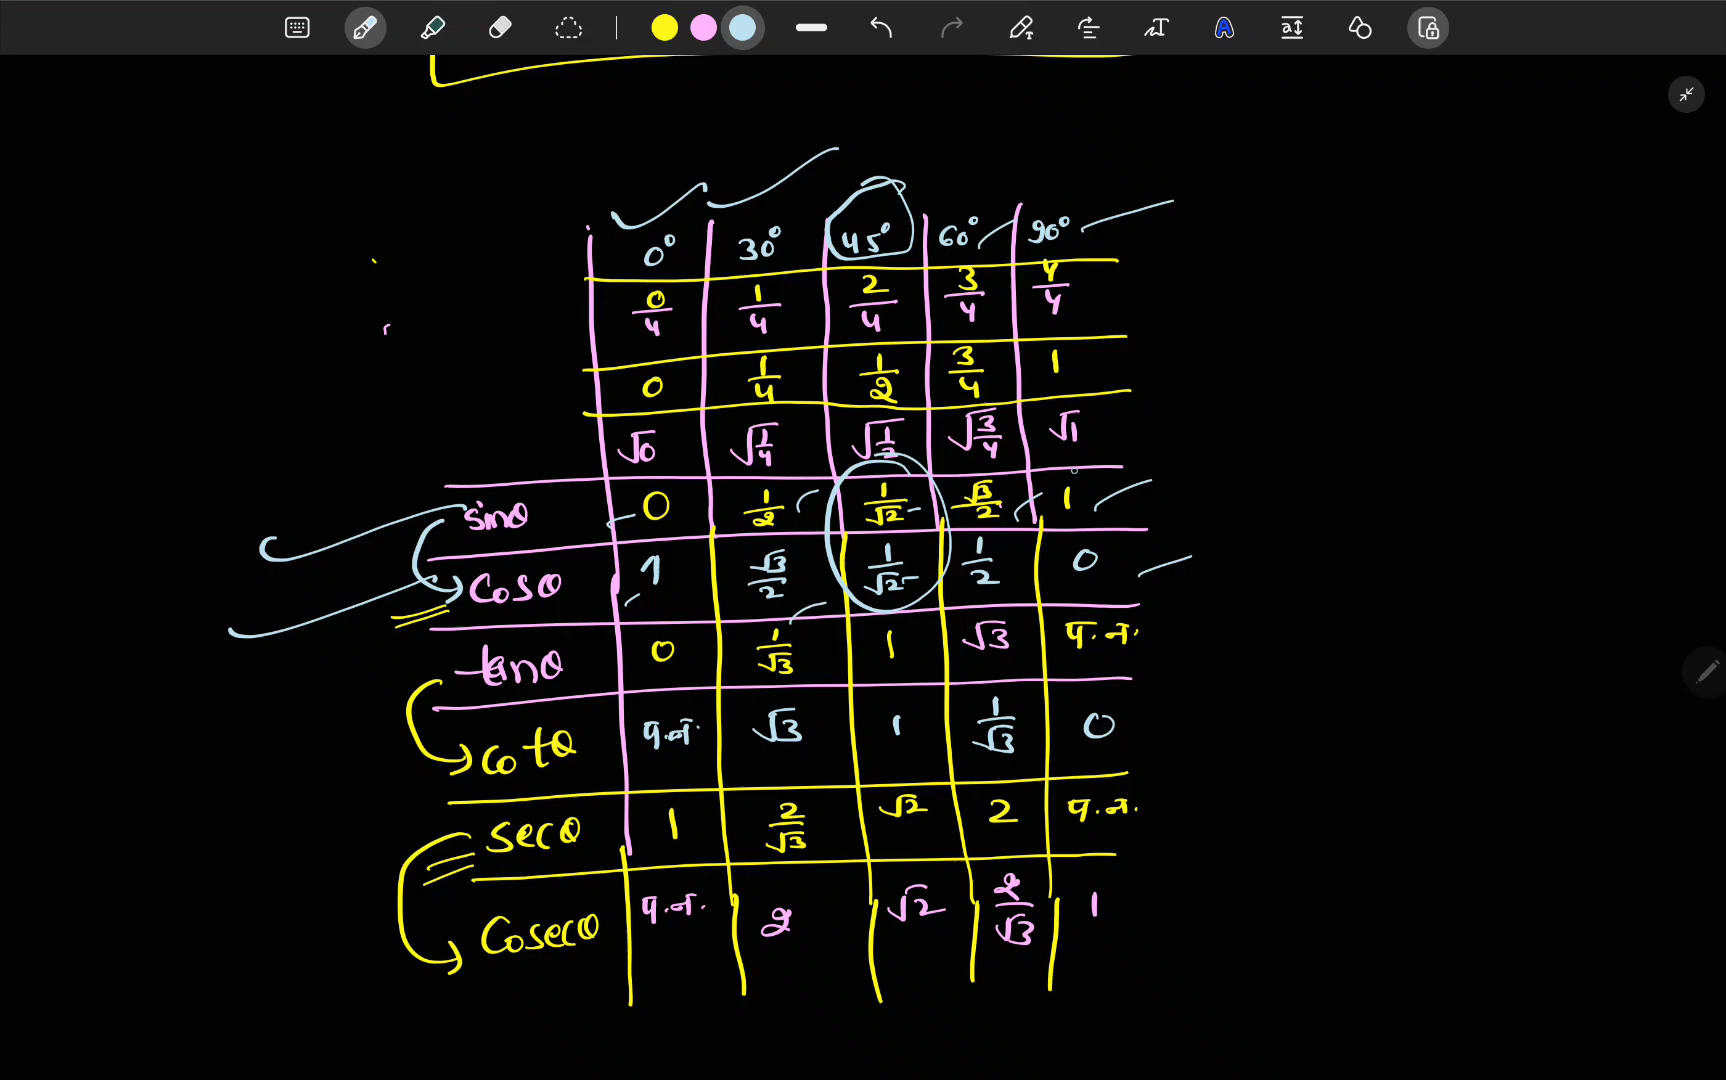 0° 30° 45° 60° 90°
0/4 1/4 2/4 3/4 4/4
0 1/4 1/2 3/4 1
√0 √1/4 √1/2 √3/4 √1
sinθ 0 1/2 1/√2 √3/2 1
Cosθ 1 √3/2 1/√2 1/2 0
tanθ 0 1/√3 1 √3 प.न.
Cotθ प.न. √3 1 1/√3 0
Secθ 1 2/√3 √2 2 प.न.
Cosecθ प.न. 2 √2 2/√3 1